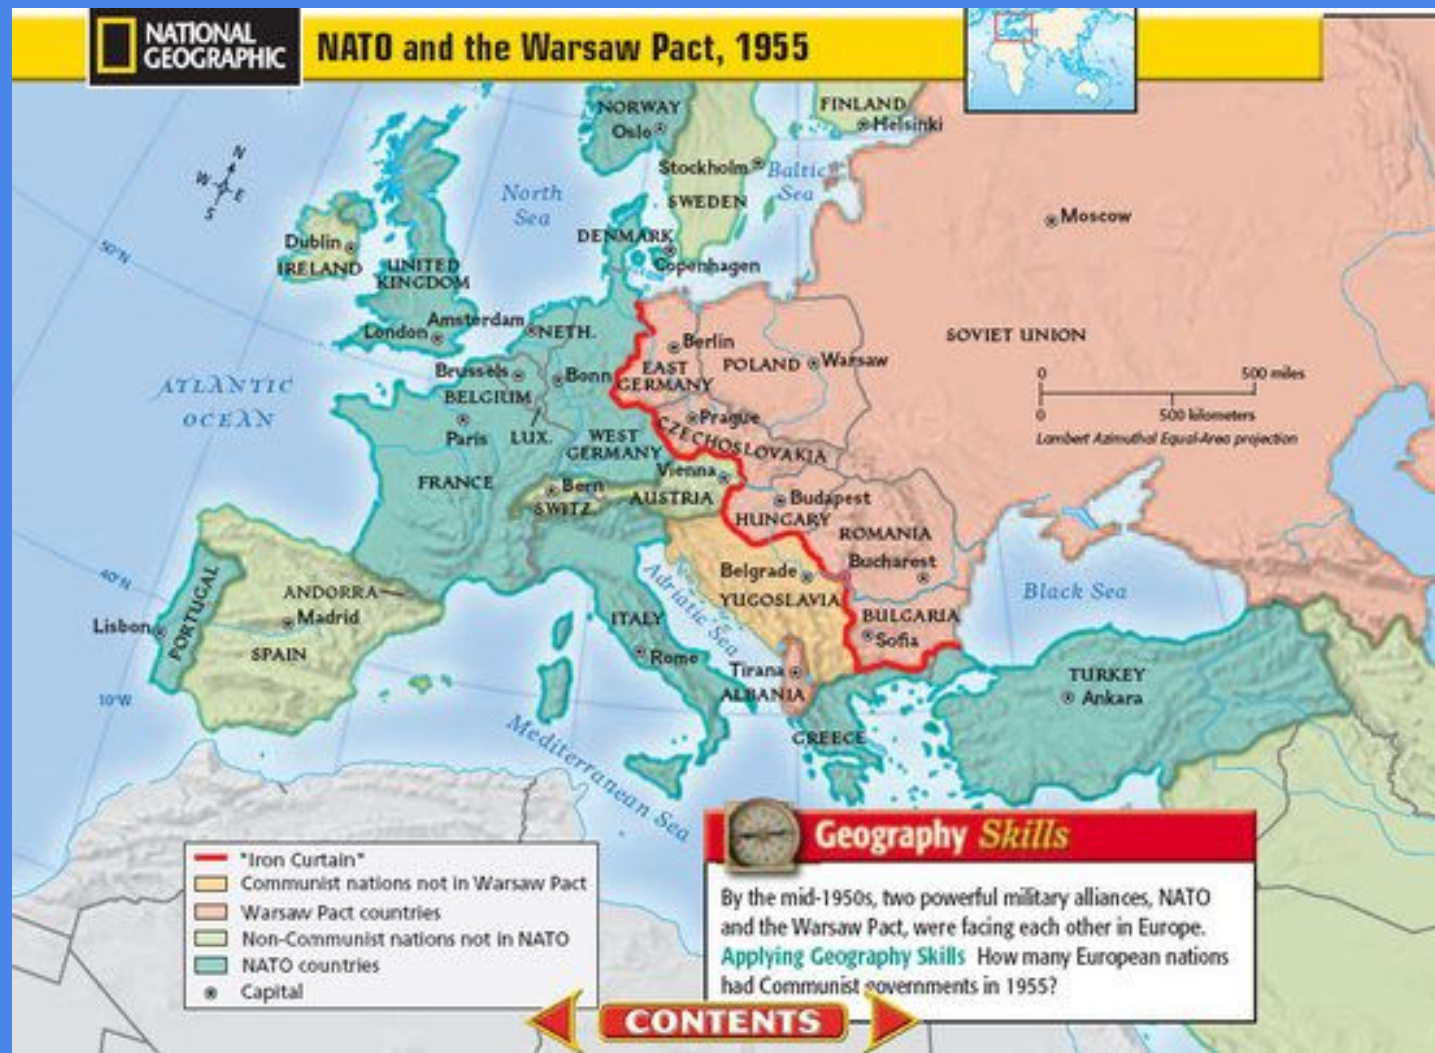 NATIONAL
GEOGRAPHIC
NATO and the Warsaw Pact, 1955
NORWAY
Oslo
FINLAND
Helsinki
Stockholm
Baltic
Sea
SWEDEN
North
Sea
N
W
E
S
Moscow
Dublin
IRELAND
UNITED
KINGDOM
DENMARK
Copenhagen
50°N
London
Amsterdam
NETH.
Berlin
EAST
GERMANY
POLAND
Warsaw
SOVIET UNION
Brussels
BELGIUM
Bonn
ATLANTIC
OCEAN
Paris
LUX.
WEST
GERMANY
Prague
CZECHOSLOVAKIA
0
500 miles
0
500 kilometers
Lambert Azimuthal Equal-Area projection
FRANCE
Bern
SWITZ.
Vienna
AUSTRIA
Budapest
HUNGARY
ROMANIA
Bucharest
Belgrade
YUGOSLAVIA
BULGARIA
Sofia
Black Sea
40°N
PORTUGAL
Lisbon
ANDORRA
Madrid
SPAIN
ITALY
Rome
Adriatic Sea
Tirana
ALBANIA
GREECE
TURKEY
Ankara
10°W
Mediterranean Sea
"Iron Curtain"
Communist nations not in Warsaw Pact
Warsaw Pact countries
Non-Communist nations not in NATO
NATO countries
Capital
Geography Skills
By the mid-1950s, two powerful military alliances, NATO
and the Warsaw Pact, were facing each other in Europe.
Applying Geography Skills How many European nations
had Communist governments in 1955?
CONTENTS